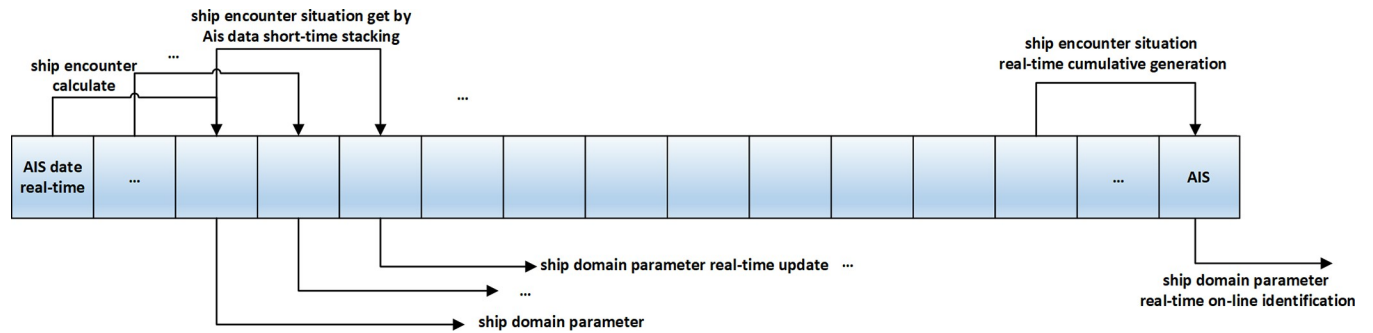 ship encounter situation get by
Ais data short-time stacking
...
ship encounter
calculate
...
ship encounter situation
real-time cumulative generation
AIS date
real-time
...
...
AIS
ship domain parameter real-time update ...
...
ship domain parameter
ship domain parameter
real-time on-line identification